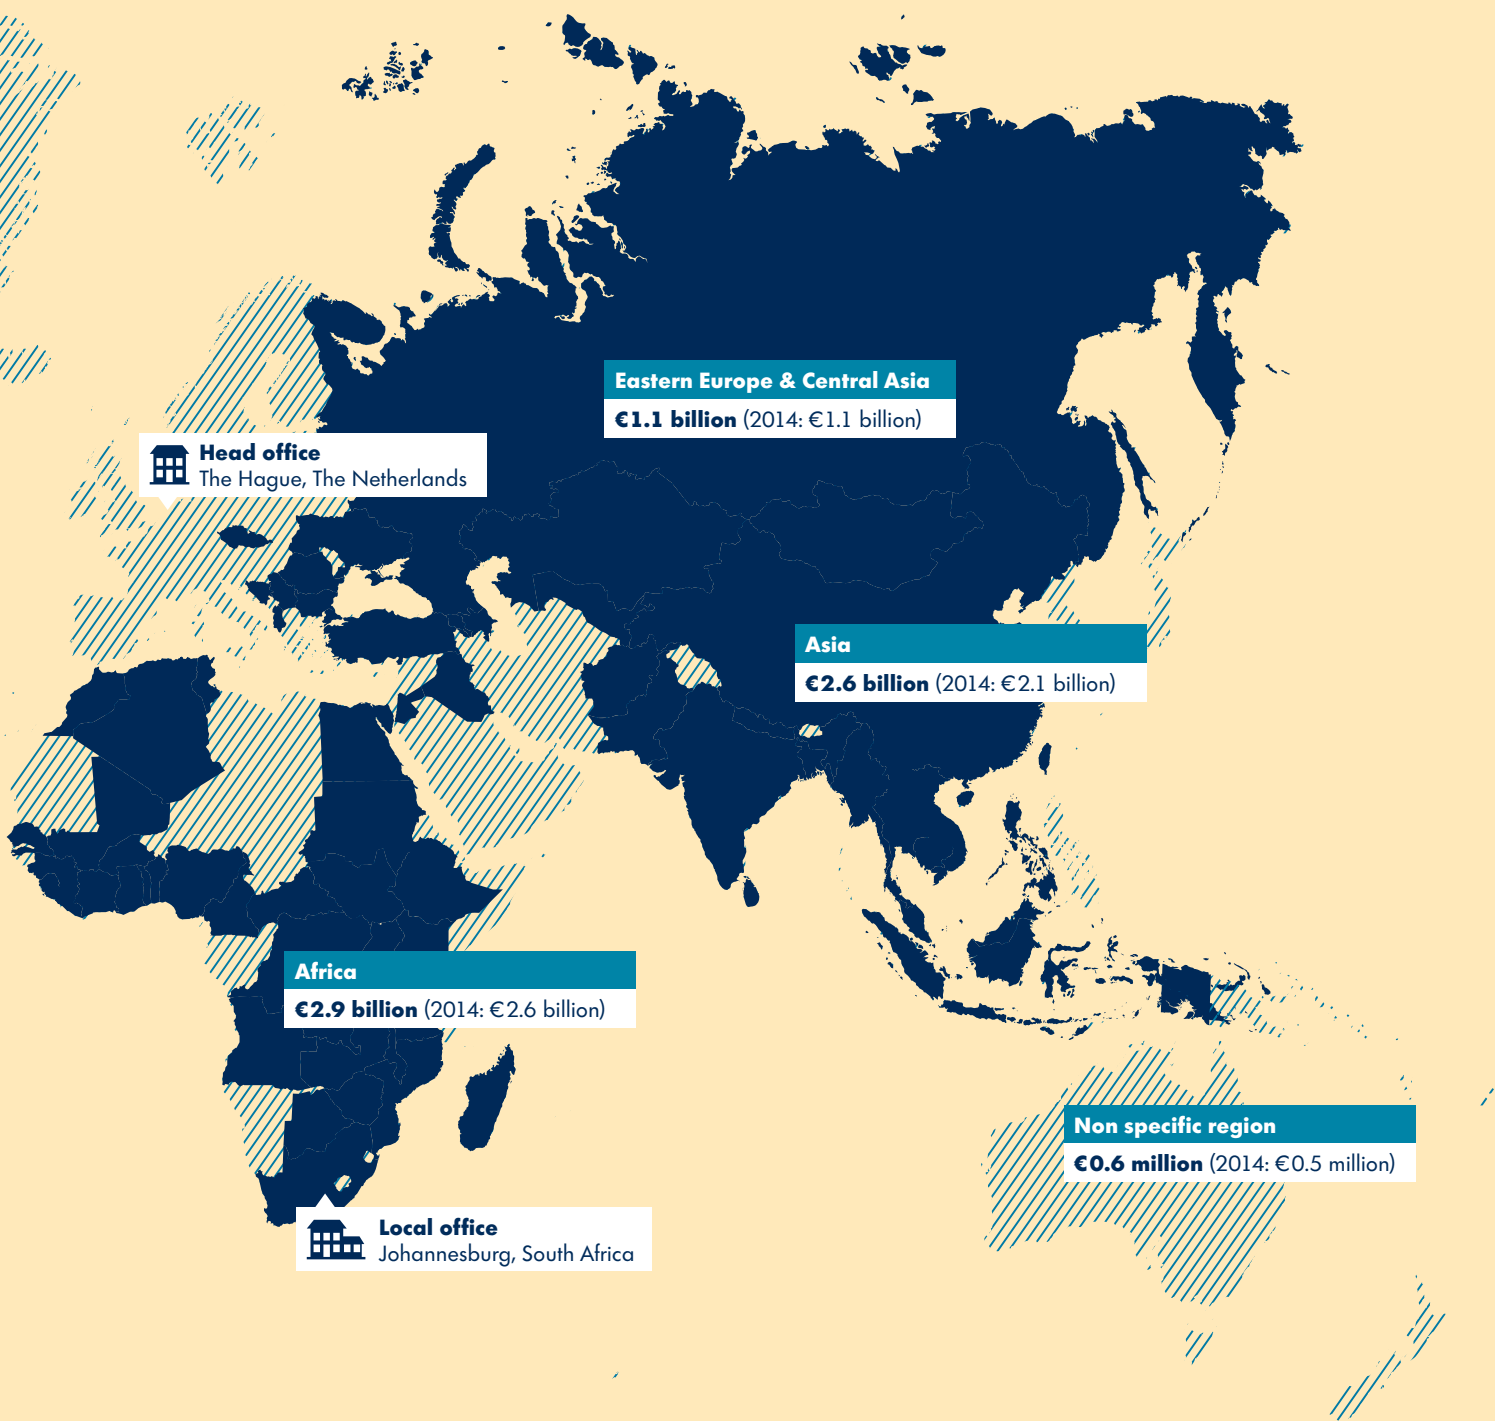 Eastern Europe & Central Asia
€1.1 billion (2014: €1.1 billion)
Head office
The Hague, The Netherlands
Asia
€2.6 billion (2014: €2.1 billion)
Africa
€2.9 billion (2014: €2.6 billion)
Non specific region
€0.6 million (2014: €0.5 million)
Local office
Johannesburg, South Africa